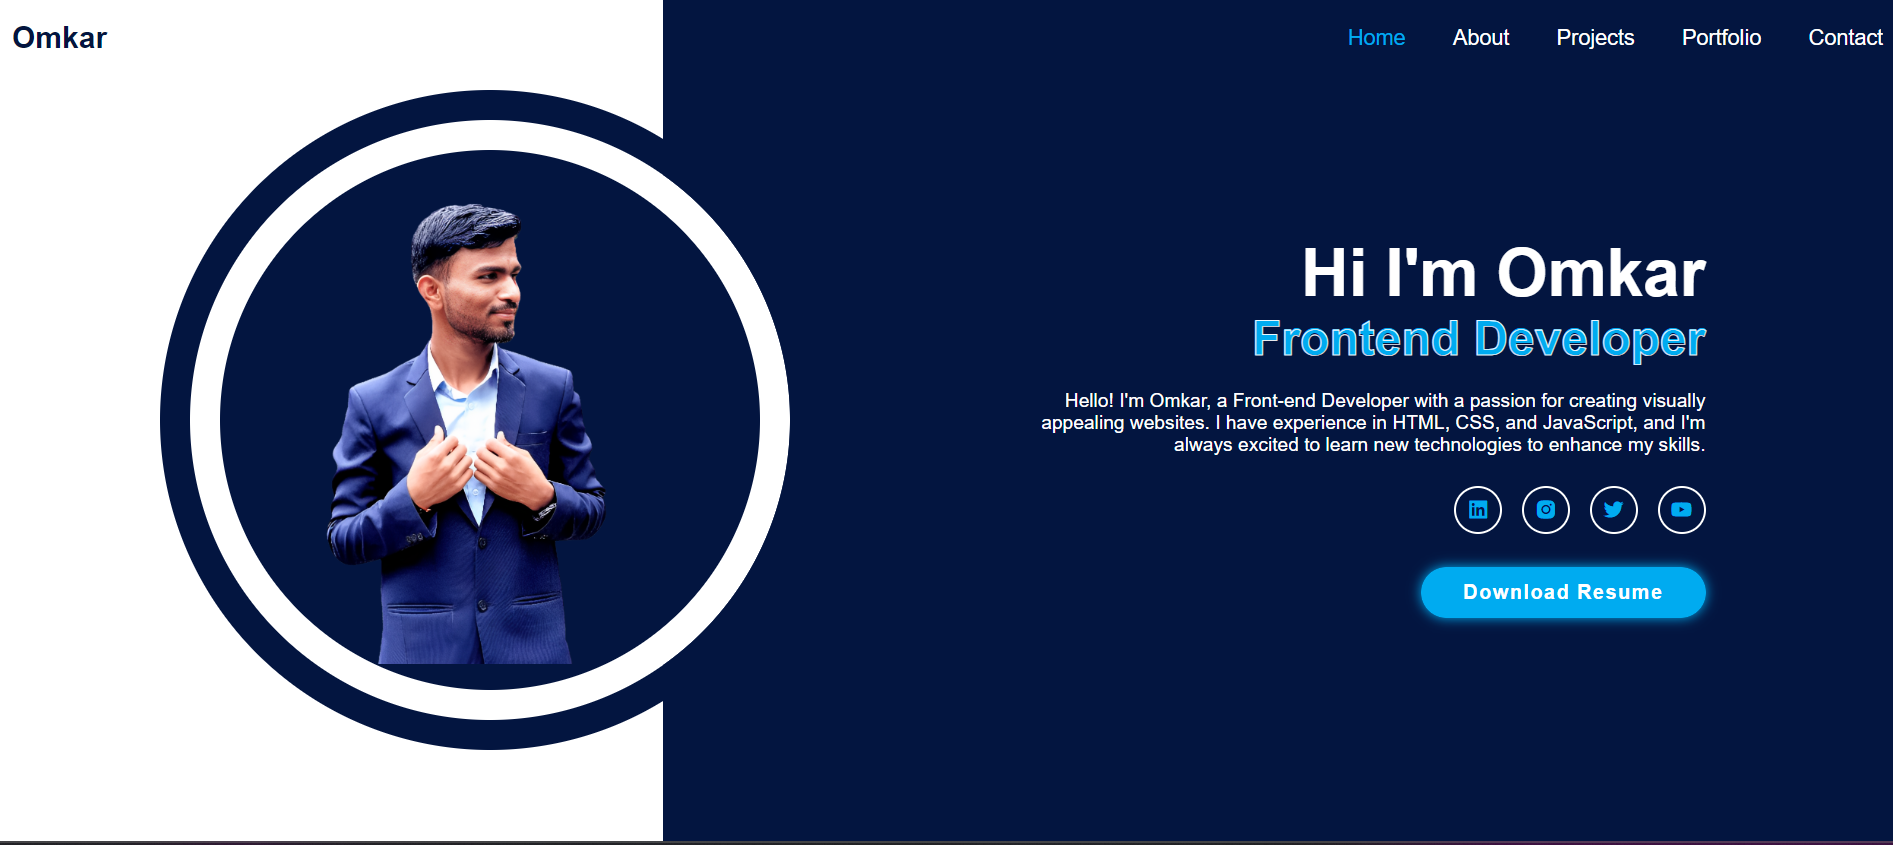 Omkar
Home About Projects Portfolio Contact
Hi I'm Omkar
Frontend Developer
Hello! I'm Omkar, a Front-end Developer with a passion for creating visually
appealing websites. I have experience in HTML, CSS, and JavaScript, and I'm
always excited to learn new technologies to enhance my skills.
Download Resume